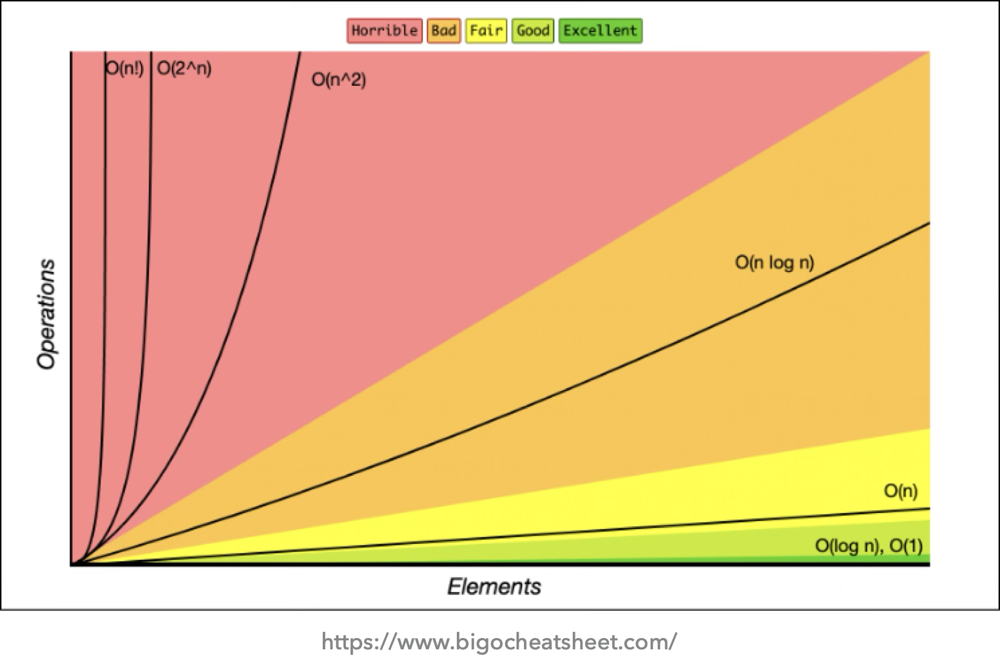 Horrible Bad Fair Good Excellent
O(n!) O(2^n)
O(n^2)
O(n log n)
Operations
O(n)
O(log n), O(1)
Elements
https://www.bigocheatsheet.com/